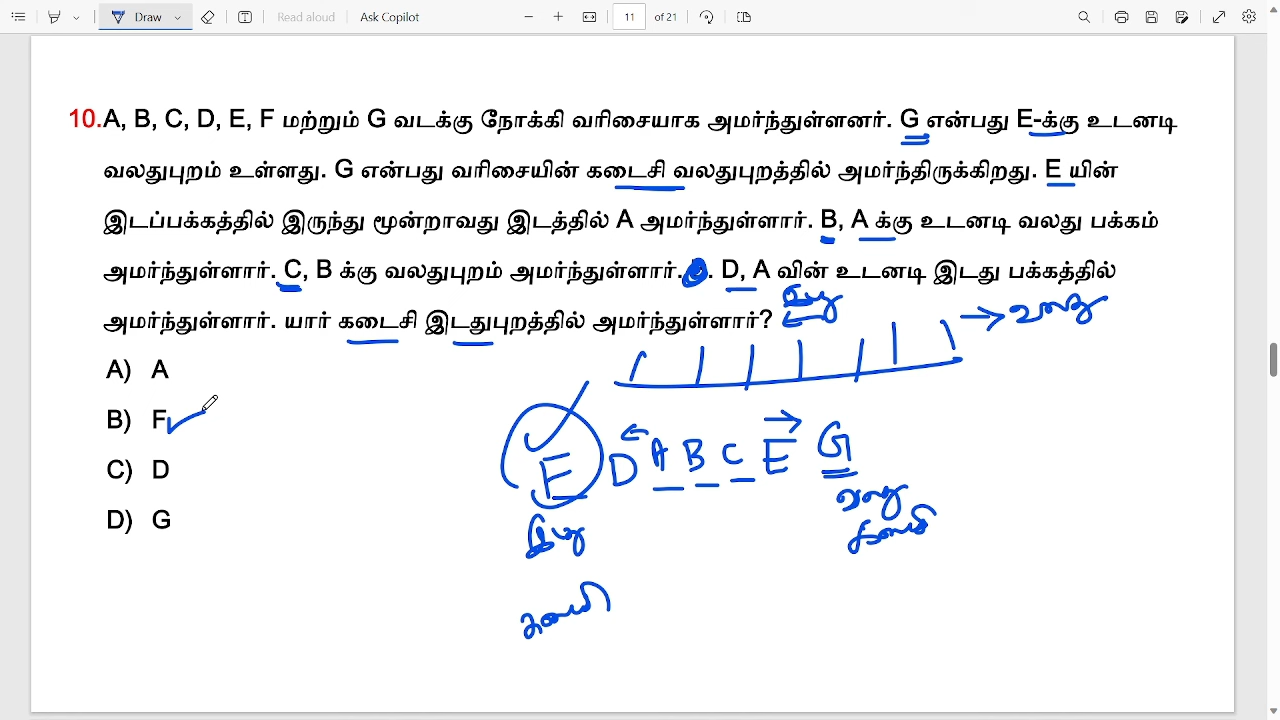 Draw
Read aloud
Ask Copilot
11
of 21
10.A, B, C, D, E, F மற்றும் G வடக்கு நோக்கி வரிசையாக அமர்ந்துள்ளனர். G என்பது E-க்கு உடனடி
வலதுபுறம் உள்ளது. G என்பது வரிசையின் கடைசி வலதுபுறத்தில் அமர்ந்திருக்கிறது. E யின்
இடப்பக்கத்தில் இருந்து மூன்றாவது இடத்தில் A அமர்ந்துள்ளார். B, A க்கு உடனடி வலது பக்கம்
அமர்ந்துள்ளார். C, B க்கு வலதுபுறம் அமர்ந்துள்ளார். . D, A வின் உடனடி இடது பக்கத்தில்
அமர்ந்துள்ளார். யார் கடைசி இடதுபுறத்தில் அமர்ந்துள்ளார்?
இடது
வலது
A) A
B) F
C) D
D) G
F D A B C E G
இடது
வலது
கடைசி
கடைசி